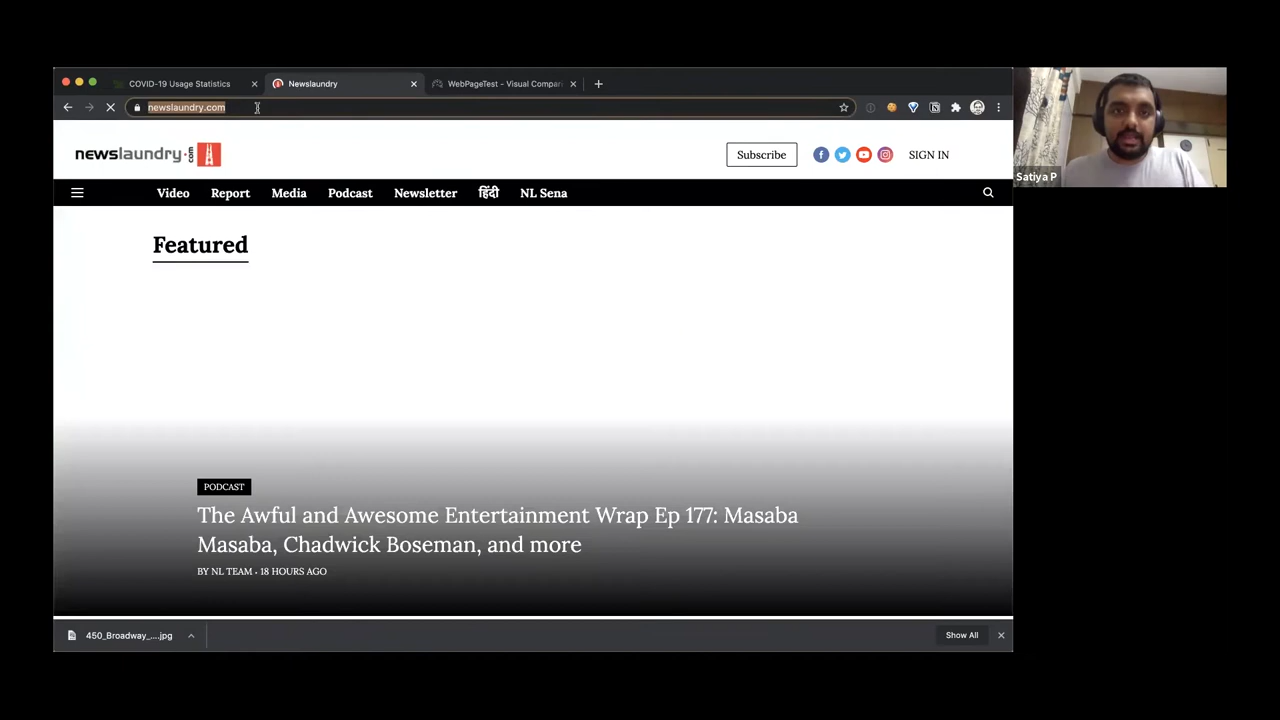 COVID-19 Usage Statistics
Newslaundry
WebPageTest - Visual Compari
newslaundry.com
newslaundry.com
Subscribe
SIGN IN
Video
Report
Media
Podcast
Newsletter
हिंदी
NL Sena
Featured
PODCAST
The Awful and Awesome Entertainment Wrap Ep 177: Masaba
Masaba, Chadwick Boseman, and more
BY NL TEAM • 18 HOURS AGO
450_Broadway_....jpg
Show All
Satiya P